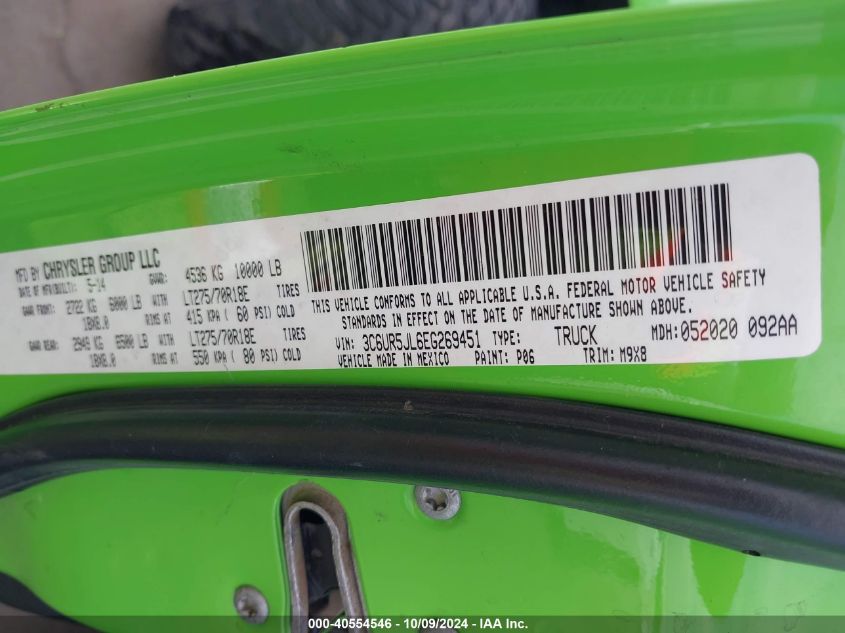 MFD BY CHRYSLER GROUP LLC
DATE OF MFR(BUILT): 5-14 GVWR: 4536 KG 10000 LB
GAWR FRONT: 2722 KG 6000 LB WITH LT275/70R18E TIRES
18X8.0 RIMS AT 415 KPA ( 60 PSI) COLD
GAWR REAR: 2949 KG 6500 LB WITH LT275/70R18E TIRES
18X8.0 RIMS AT 550 KPA ( 80 PSI) COLD
THIS VEHICLE CONFORMS TO ALL APPLICABLE U.S.A. FEDERAL MOTOR VEHICLE SAFETY
STANDARDS IN EFFECT ON THE DATE OF MANUFACTURE SHOWN ABOVE.
VIN: 3C6UR5JL6EG269451 TYPE: TRUCK MDH: 052020 092AA
VEHICLE MADE IN MEXICO PAINT: P06 TRIM: M9X8
000-40554546 - 10/09/2024 - IAA Inc.